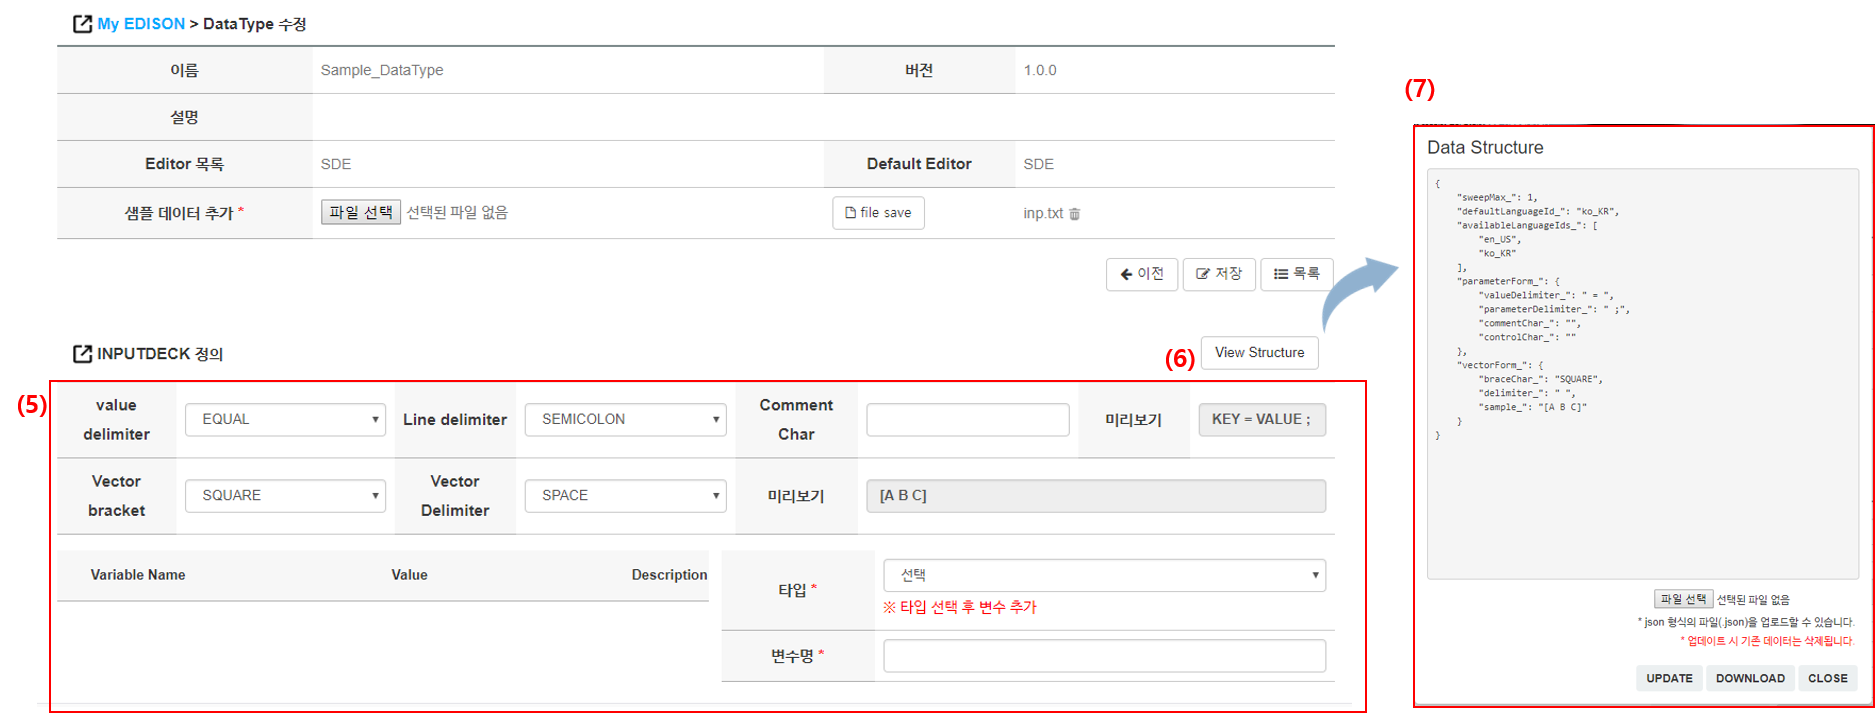 My EDISON > DataType 수정
이름 Sample_DataType 버전 1.0.0
설명
Editor 목록 SDE Default Editor SDE
샘플 데이터 추가 * 파일 선택 선택된 파일 없음 file save inp.txt
이전 저장 목록
INPUTDECK 정의 (6) View Structure
(5)
value delimiter EQUAL Line delimiter SEMICOLON Comment Char 미리보기 KEY = VALUE ;
Vector bracket SQUARE Vector Delimiter SPACE 미리보기 [A B C]
Variable Name Value Description
타입 * 선택
※ 타입 선택 후 변수 추가
변수명 *
(7)
Data Structure
{
"sweepMax_": 1,
"defaultLanguageId_": "ko_KR",
"availableLanguageIds_": [
"en_US",
"ko_KR"
],
"parameterForm_": {
"valueDelimiter_": " = ",
"parameterDelimiter_": " ;",
"commentChar_": "",
"controlChar_": ""
},
"vectorForm_": {
"braceChar_": "SQUARE",
"delimiter_": " ",
"sample_": "[A B C]"
}
}
파일 선택 선택된 파일 없음
* json 형식의 파일(.json)을 업로드할 수 있습니다.
* 업데이트 시 기존 데이터는 삭제됩니다.
UPDATE DOWNLOAD CLOSE